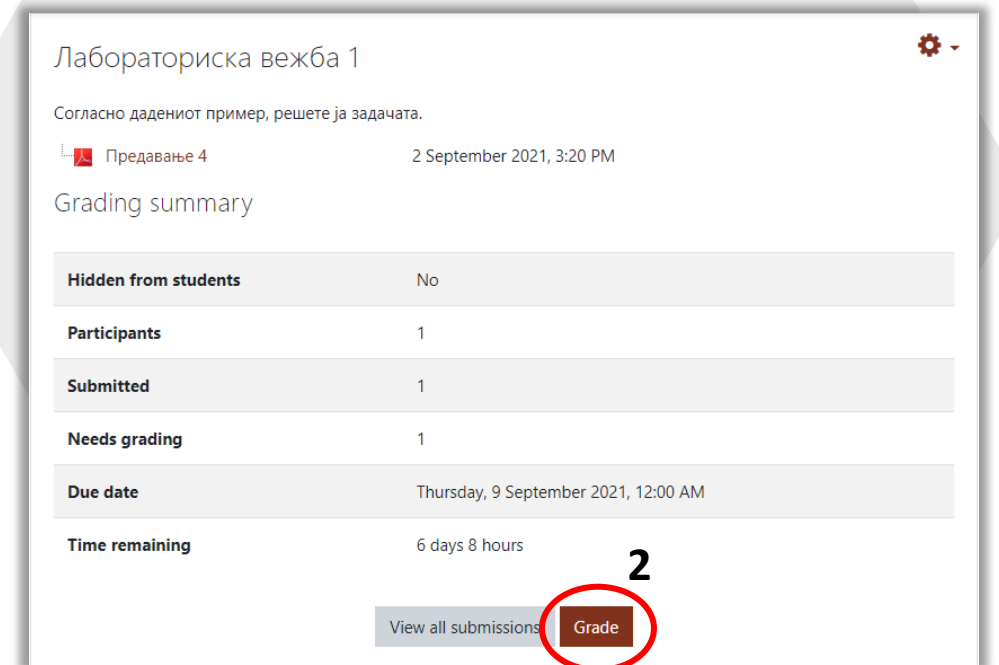 Лабораториска вежба 1
Согласно дадениот пример, решете ја задачата.
Предавање 4 2 September 2021, 3:20 PM
Grading summary
Hidden from students No
Participants 1
Submitted 1
Needs grading 1
Due date Thursday, 9 September 2021, 12:00 AM
Time remaining 6 days 8 hours
2
View all submissions Grade